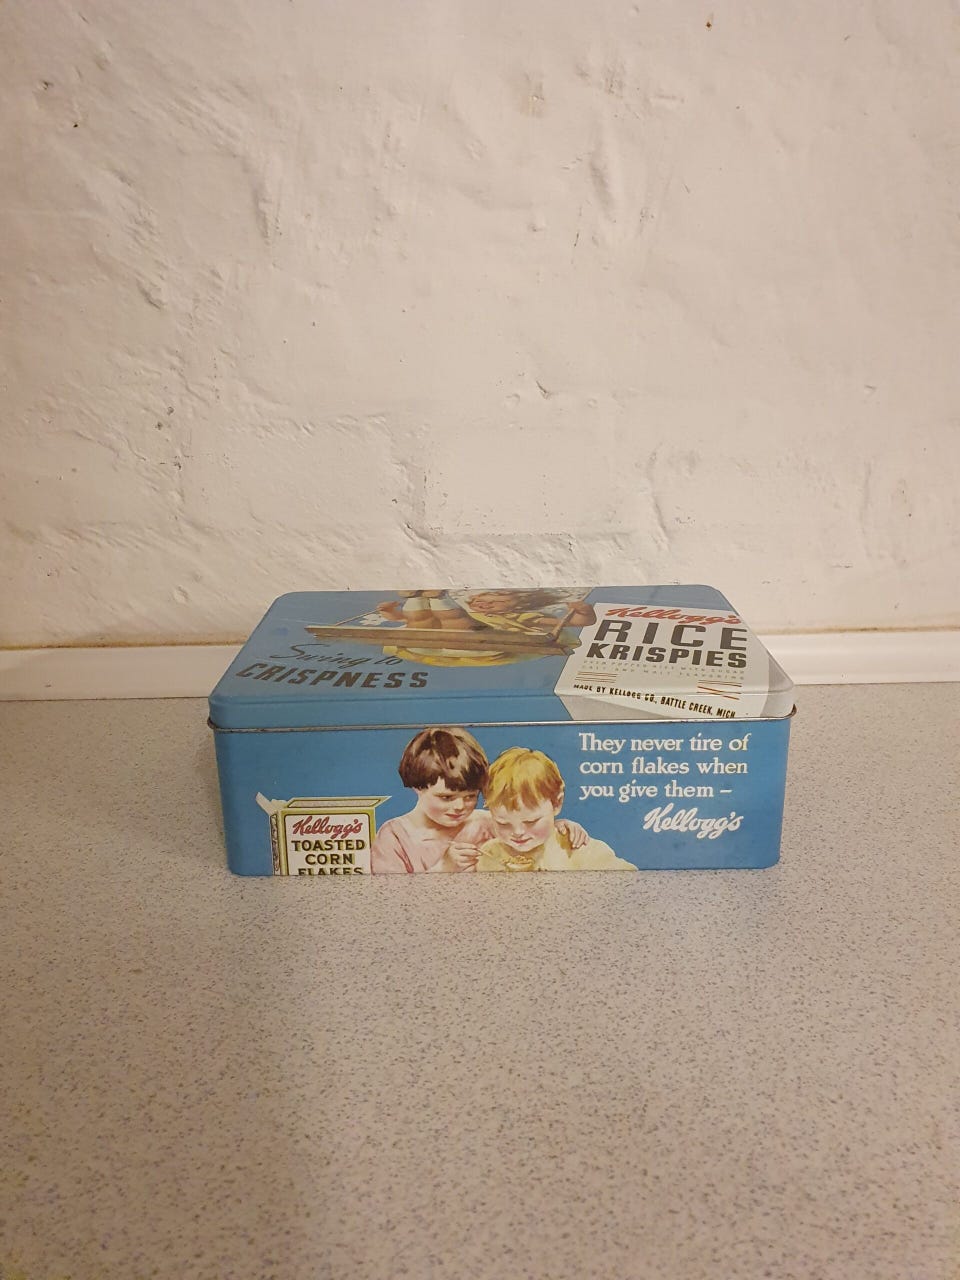 Swing to
CRISPNESS
Kellogg's
RICE
KRISPIES
MADE BY KELLOGG CO., BATTLE CREEK, MICH.
They never tire of
corn flakes when
you give them –
Kellogg's
Kellogg's
TOASTED
CORN
FLAKES